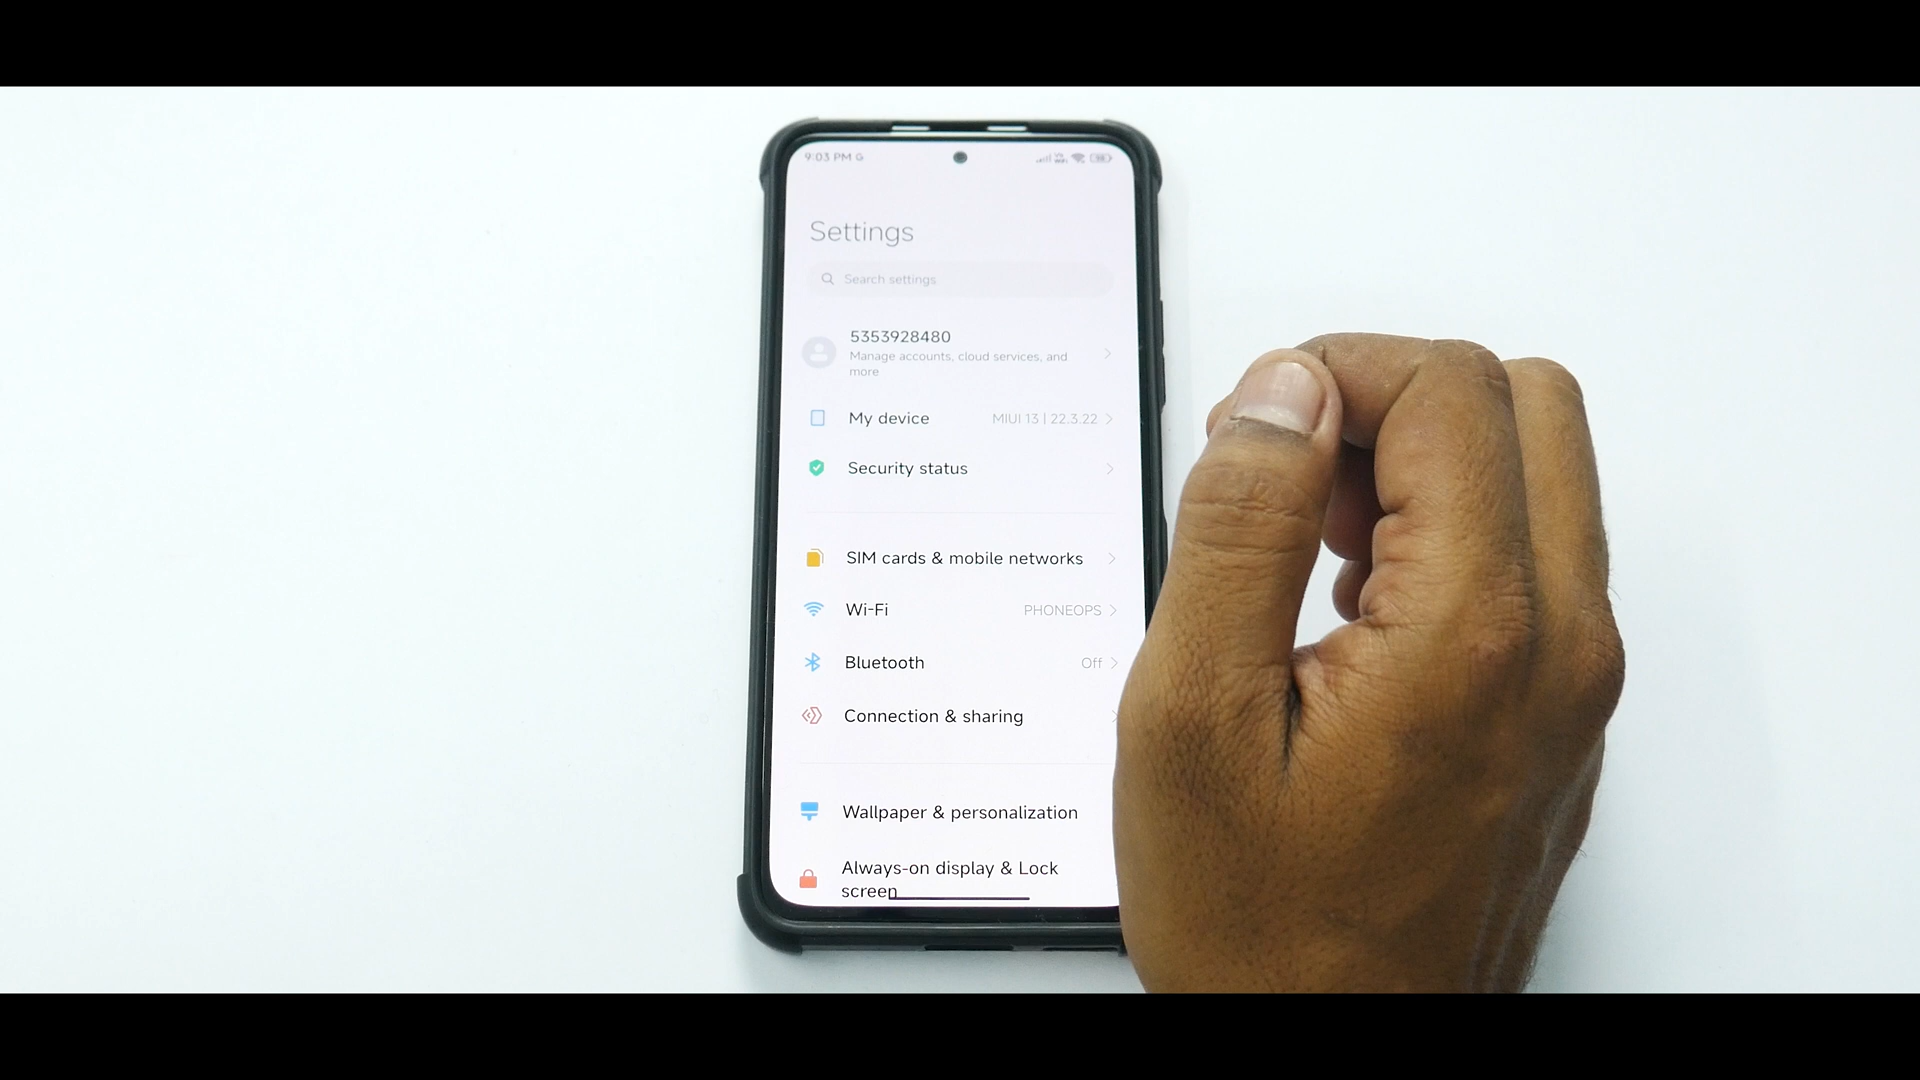 9:03 PM G
Settings
Search settings
5353928480
Manage accounts, cloud services, and
more
My device
MIUI 13 | 22.3.22
Security status
SIM cards & mobile networks
Wi-Fi
PHONEOPS
Bluetooth
Off
Connection & sharing
Wallpaper & personalization
Always-on display & Lock
screen